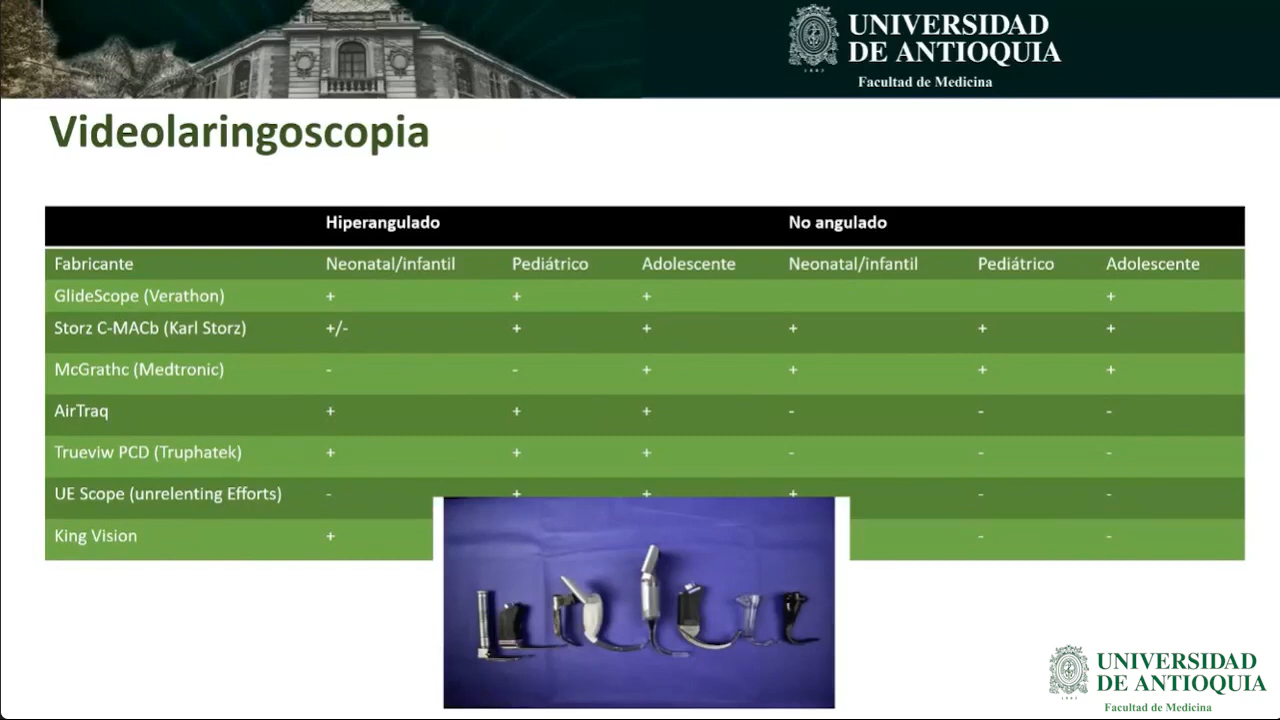 UNIVERSIDAD
DE ANTIOQUIA
1803
Facultad de Medicina
Videolaringoscopia
Hiperangulado No angulado
Fabricante Neonatal/infantil Pediátrico Adolescente Neonatal/infantil Pediátrico Adolescente
GlideScope (Verathon) + + + +
Storz C-MACb (Karl Storz) +/- + + + + +
McGrathc (Medtronic) - - + + + +
AirTraq + + + - - -
Trueviw PCD (Truphatek) + + + - - -
UE Scope (unrelenting Efforts) - + + + - -
King Vision + - -
UNIVERSIDAD
DE ANTIOQUIA
1803
Facultad de Medicina